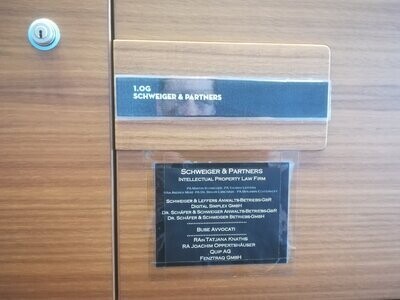 1.OG
SCHWEIGER & PARTNERS
SCHWEIGER & PARTNERS
INTELLECTUAL PROPERTY LAW FIRM
SCHWEIGER & LEFFERS ANWALTS-BETRIEBS-GBR
DIGITAL SIMPLEX GMBH
DR. SCHÄFER & SCHWEIGER ANWALTS-BETRIEBS-GBR
DR. SCHÄFER & SCHWEIGER BETRIEBS-GMBH
BUSE AVVOCATI
RAIN TATJANA KNATHS
RA JOACHIM OPPERTSHÄUSER
QUIP AG
FENZTRAG GMBH